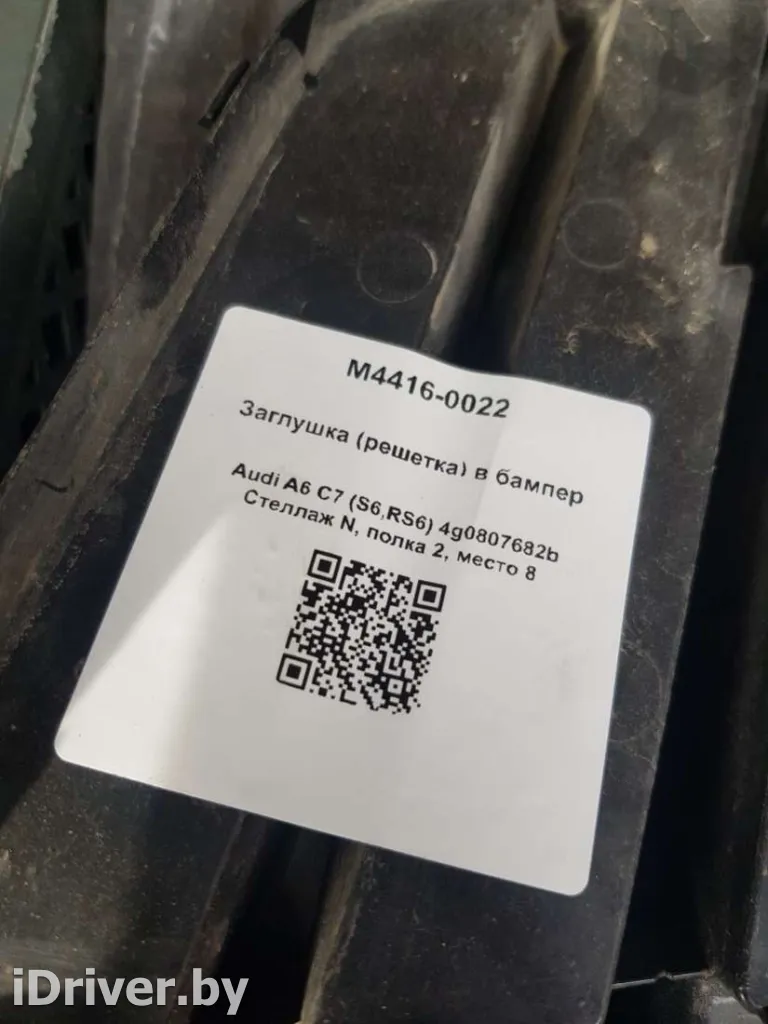 M4416-0022
Заглушка (решетка) в бампер
Audi A6 C7 (S6,RS6) 4g0807682b
Стеллаж N, полка 2, место 8
iDriver.by